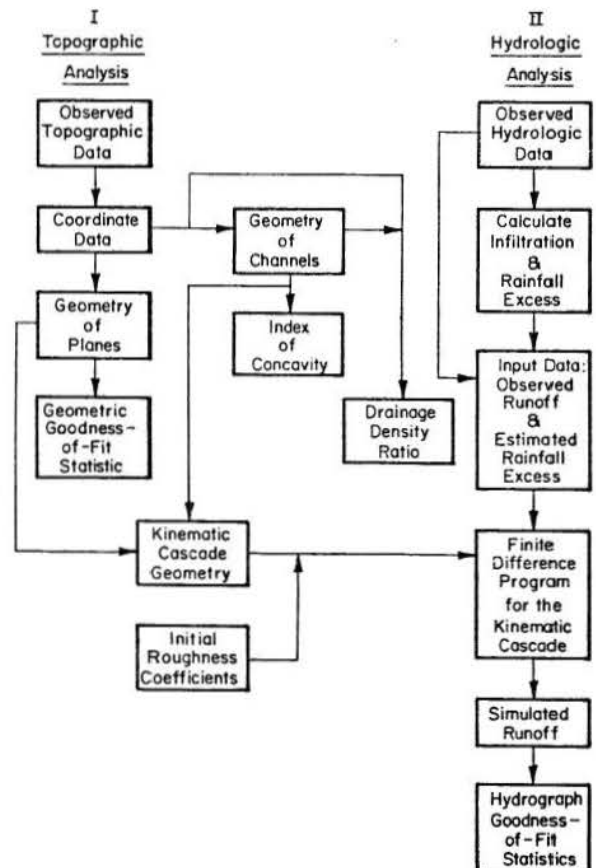 I
Topographic
Analysis
Observed
Topographic
Data
Coordinate
Data
Geometry
of
Planes
Geometric
Goodness-
of-Fit
Statistic
Geometry
of
Channels
Index
of
Concavity
Drainage
Density
Ratio
Kinematic
Cascade
Geometry
Initial
Roughness
Coefficients
II
Hydrologic
Analysis
Observed
Hydrologic
Data
Calculate
Infiltration
&
Rainfall
Excess
Input Data:
Observed
Runoff
&
Estimated
Rainfall
Excess
Finite
Difference
Program
for the
Kinematic
Cascade
Simulated
Runoff
Hydrograph
Goodness-
of-Fit
Statistics